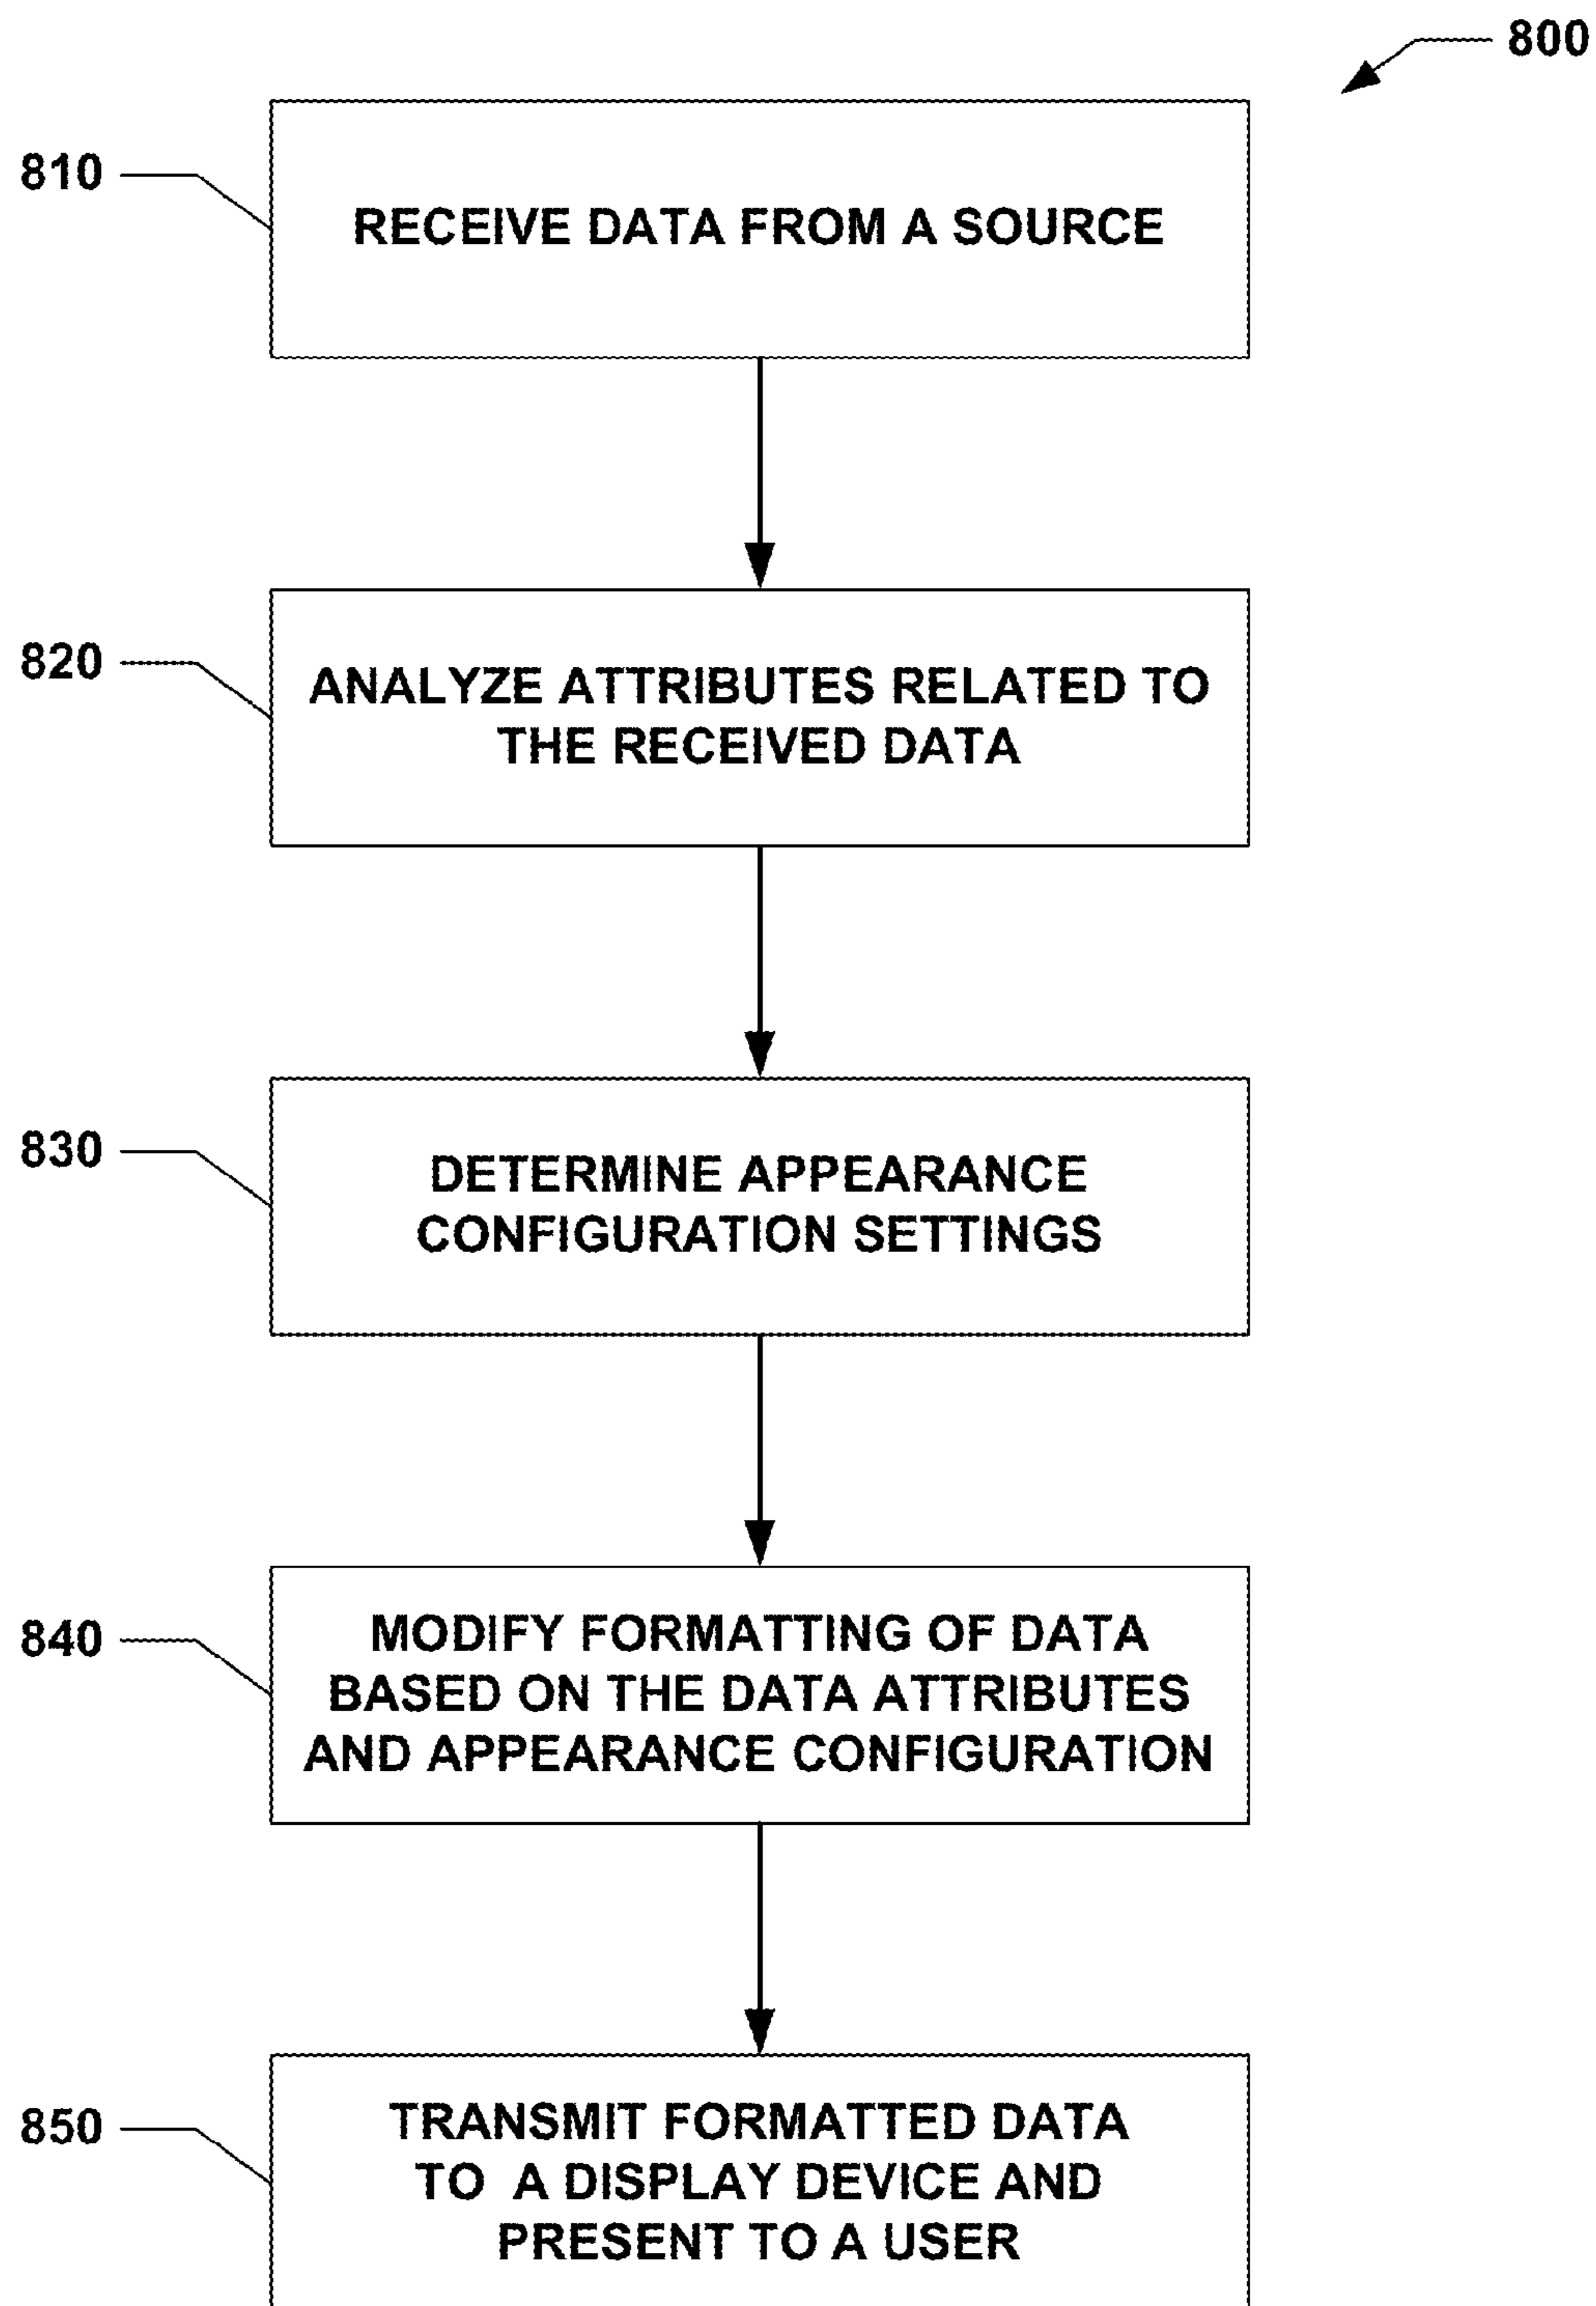 800
810
RECEIVE DATA FROM A SOURCE
820
ANALYZE ATTRIBUTES RELATED TO
THE RECEIVED DATA
830
DETERMINE APPEARANCE
CONFIGURATION SETTINGS
840
MODIFY FORMATTING OF DATA
BASED ON THE DATA ATTRIBUTES
AND APPEARANCE CONFIGURATION
850
TRANSMIT FORMATTED DATA
TO A DISPLAY DEVICE AND
PRESENT TO A USER